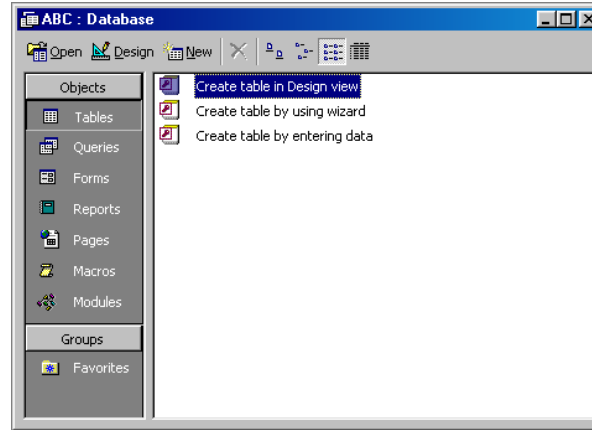 ABC : Database
Open Design New
Objects
Tables
Queries
Forms
Reports
Pages
Macros
Modules
Groups
Favorites
Create table in Design view
Create table by using wizard
Create table by entering data